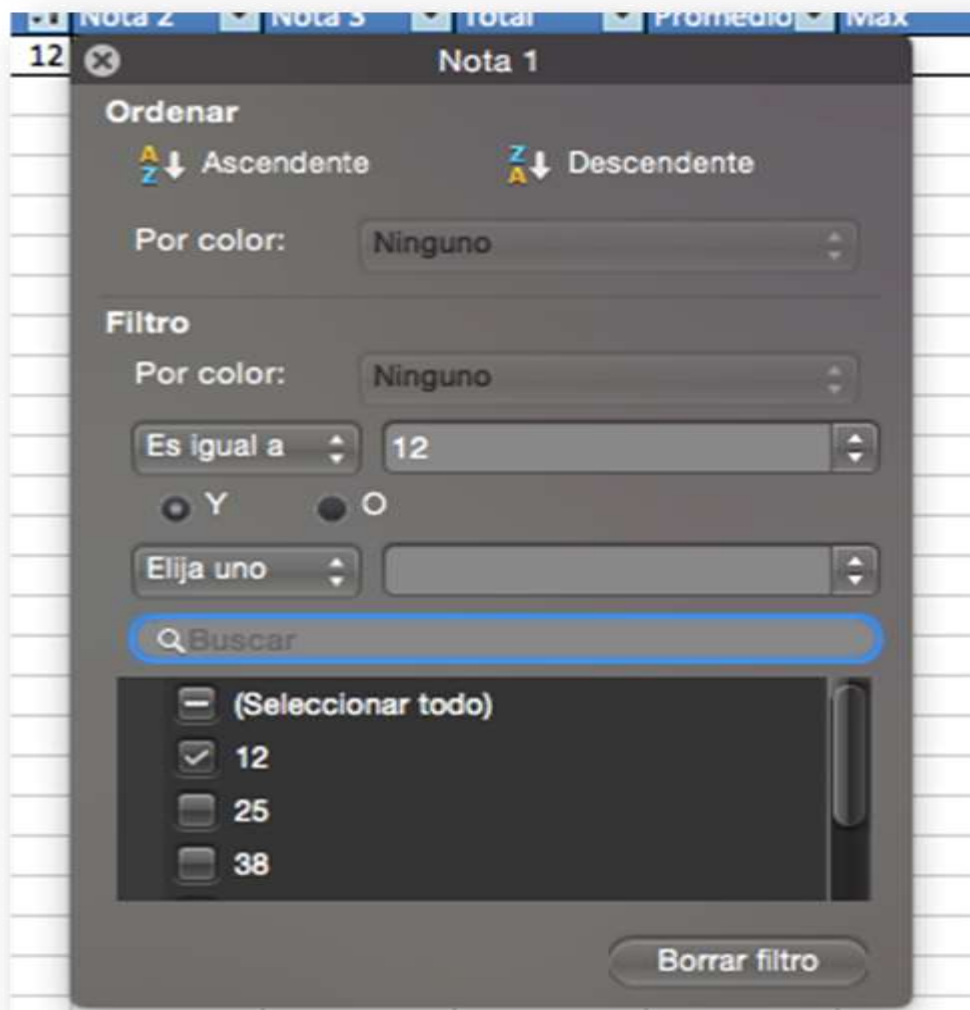 Nota 2 Nota 3 Total Promedio Max
12
Nota 1
Ordenar
Ascendente Descendente
Por color: Ninguno
Filtro
Por color: Ninguno
Es igual a 12
Y O
Elija uno
Buscar
(Seleccionar todo)
12
25
38
Borrar filtro